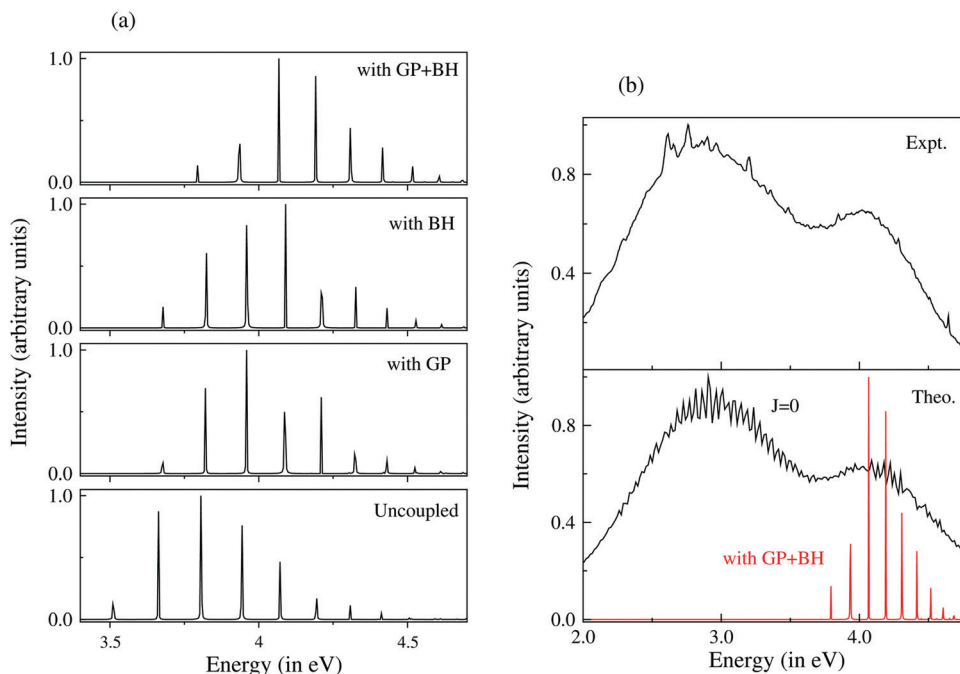 (a)
1.0
with GP+BH
0.0
1.0
with BH
0.0
1.0
with GP
0.0
1.0
Uncoupled
0.0
3.5
4
4.5
Energy (in eV)
Intensity (arbitrary units)
(b)
Expt.
0.8
0.4
Theo.
J=0
0.8
0.4
with GP+BH
0.0
2.0
3.0
4.0
Energy (in eV)
Intensity (arbitrary units)
Intensity (arbitrary units)